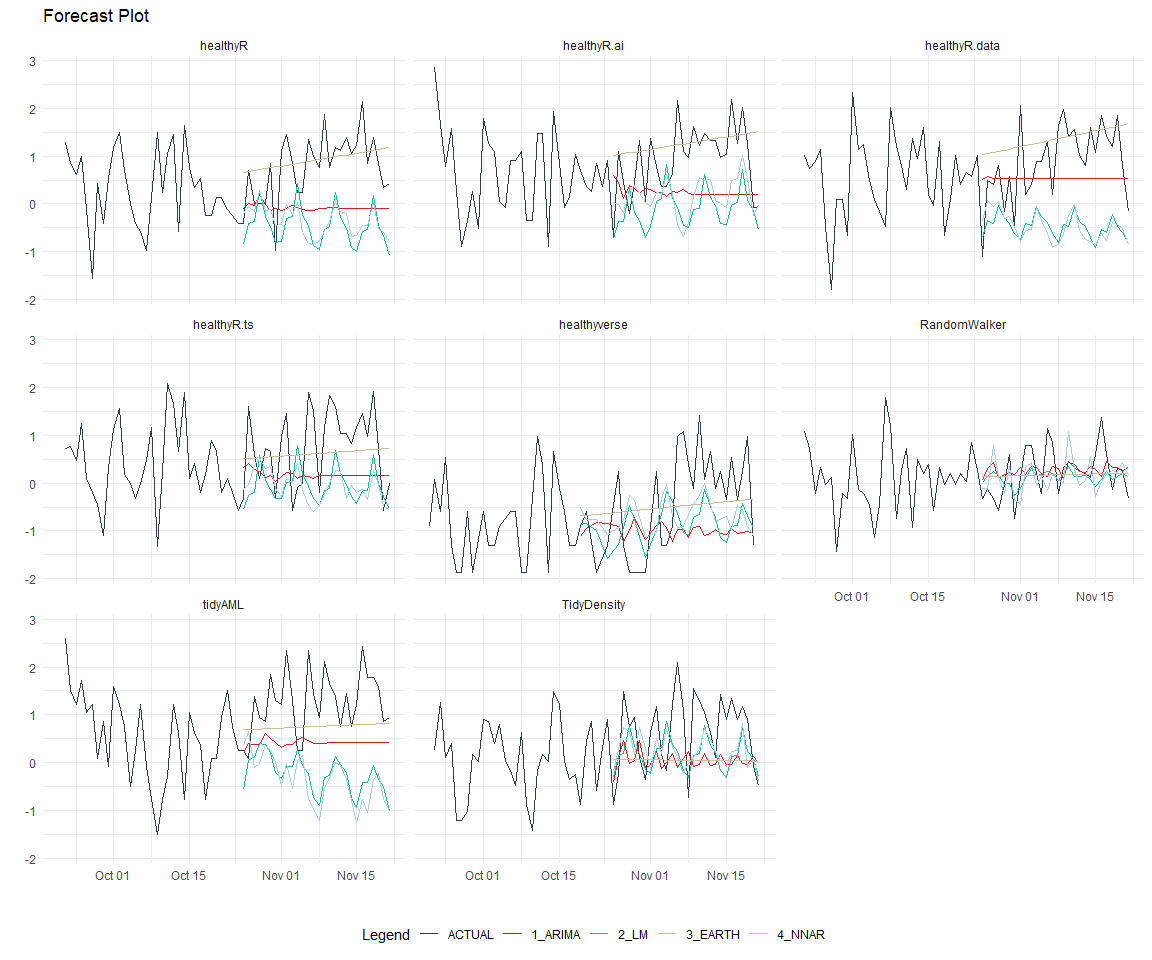 Forecast Plot
healthyR healthyR.ai healthyR.data
3
2
1
0
-1
-2
healthyR.ts healthyverse RandomWalker
3
2
1
0
-1
-2
Oct 01 Oct 15 Nov 01 Nov 15
tidyAML TidyDensity
3
2
1
0
-1
-2
Oct 01 Oct 15 Nov 01 Nov 15 Oct 01 Oct 15 Nov 01 Nov 15
Legend ACTUAL 1_ARIMA 2_LM 3_EARTH 4_NNAR